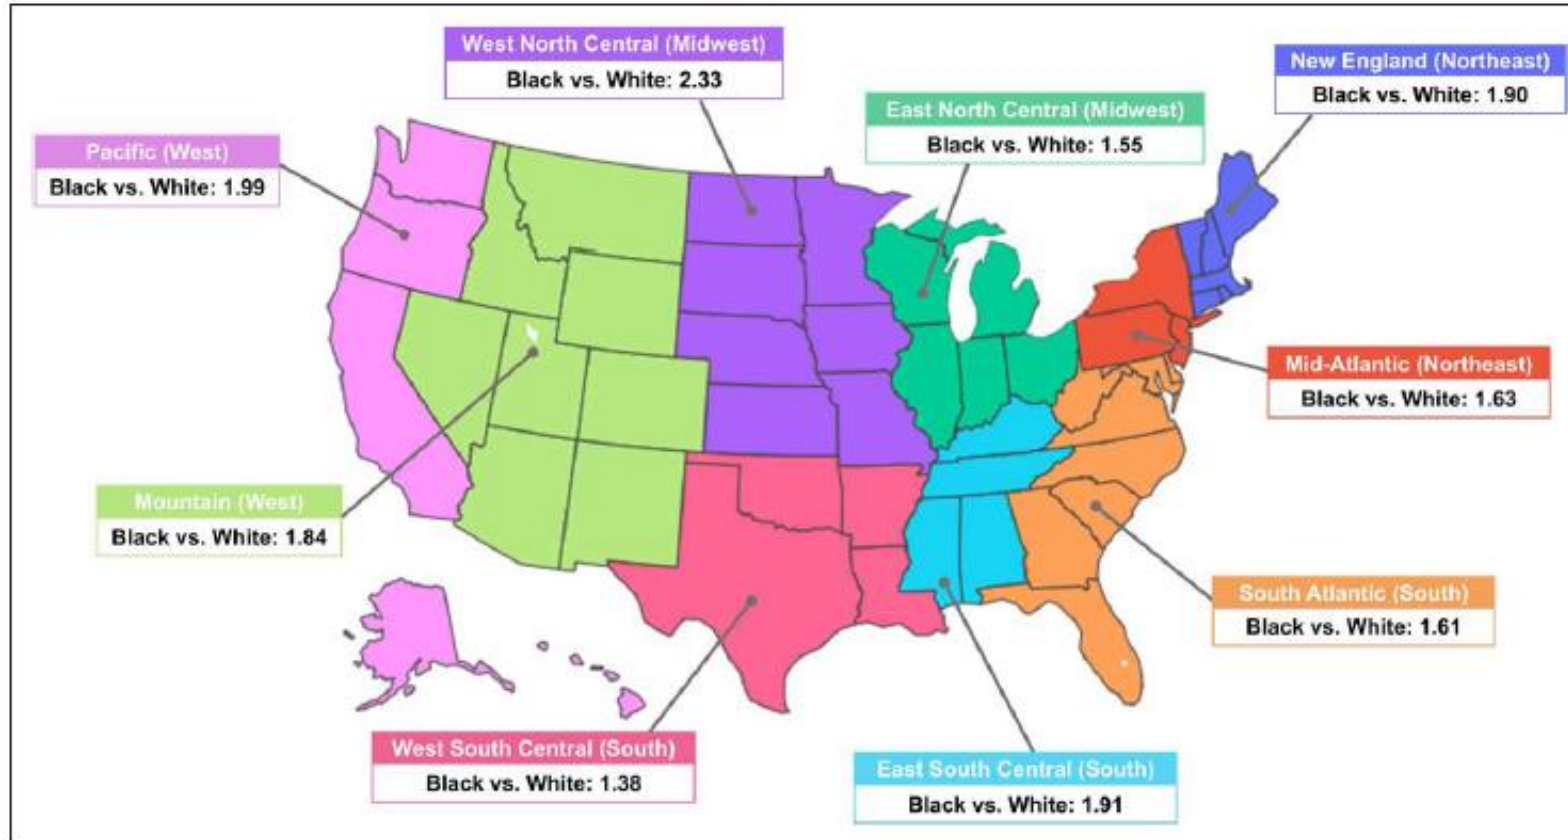 West North Central (Midwest)
Black vs. White: 2.33
New England (Northeast)
Black vs. White: 1.90
East North Central (Midwest)
Black vs. White: 1.55
Pacific (West)
Black vs. White: 1.99
Mid-Atlantic (Northeast)
Black vs. White: 1.63
Mountain (West)
Black vs. White: 1.84
South Atlantic (South)
Black vs. White: 1.61
West South Central (South)
Black vs. White: 1.38
East South Central (South)
Black vs. White: 1.91